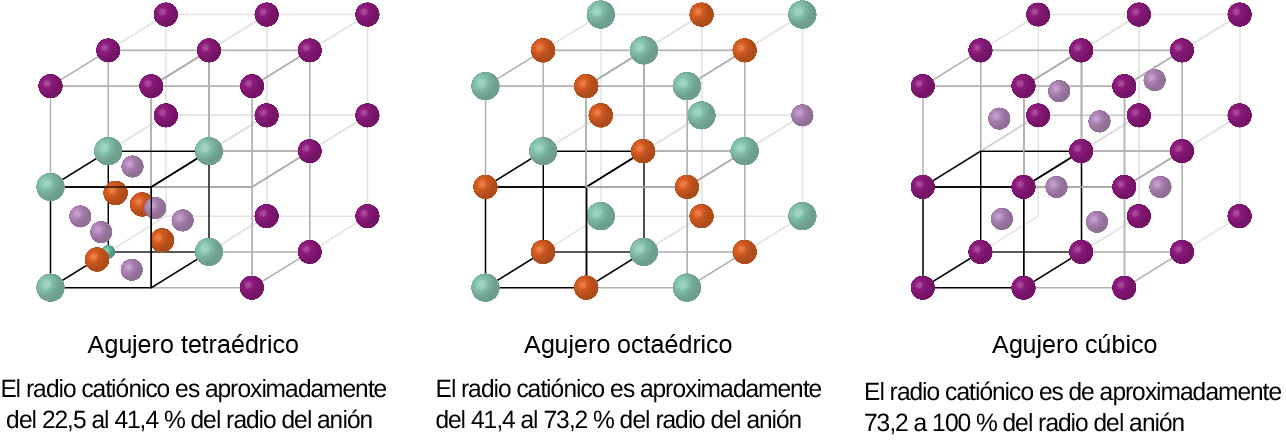 Agujero tetraédrico
El radio catiónico es aproximadamente
del 22,5 al 41,4 % del radio del anión
Agujero octaédrico
El radio catiónico es aproximadamente
del 41,4 al 73,2 % del radio del anión
Agujero cúbico
El radio catiónico es de aproximadamente
73,2 a 100 % del radio del anión